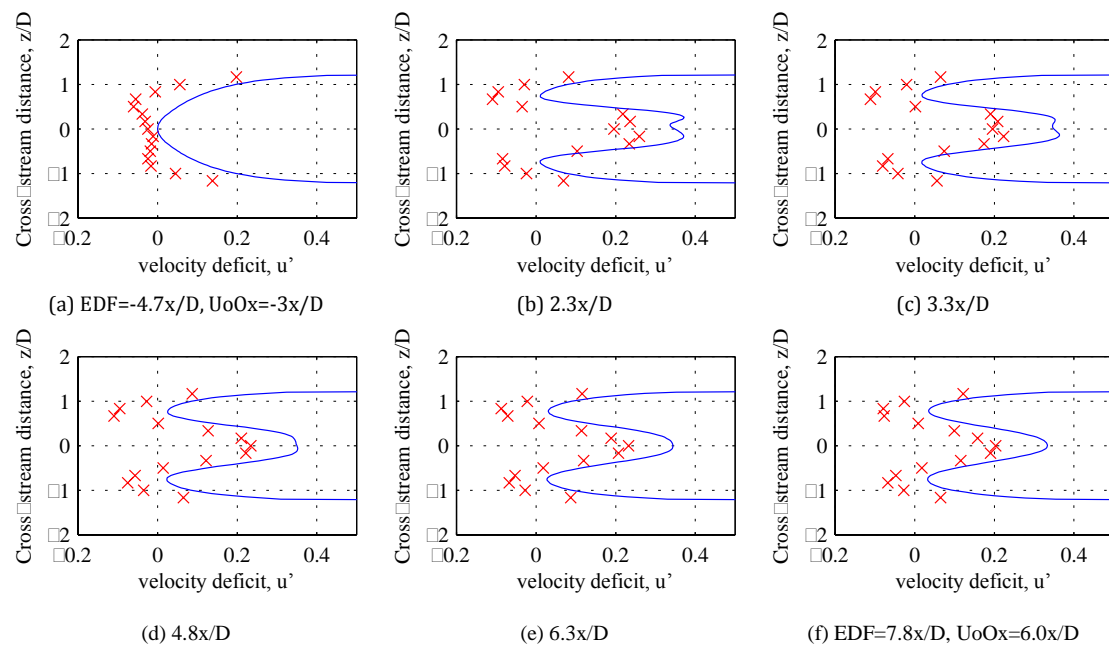 Cross□stream distance, z/D
2
1
0
□1
□2
□0.2 0 0.2 0.4
velocity deficit, u’
(a) EDF=-4.7x/D, UoOx=-3x/D
Cross□stream distance, z/D
2
1
0
□1
□2
□0.2 0 0.2 0.4
velocity deficit, u’
(b) 2.3x/D
Cross□stream distance, z/D
2
1
0
□1
□2
□0.2 0 0.2 0.4
velocity deficit, u’
(c) 3.3x/D
Cross□stream distance, z/D
2
1
0
□1
□2
□0.2 0 0.2 0.4
velocity deficit, u’
(d) 4.8x/D
Cross□stream distance, z/D
2
1
0
□1
□2
□0.2 0 0.2 0.4
velocity deficit, u’
(e) 6.3x/D
Cross□stream distance, z/D
2
1
0
□1
□2
□0.2 0 0.2 0.4
velocity deficit, u’
(f) EDF=7.8x/D, UoOx=6.0x/D